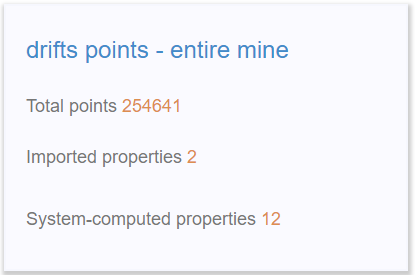 drifts points - entire mine
Total points 254641
Imported properties 2
System-computed properties 12